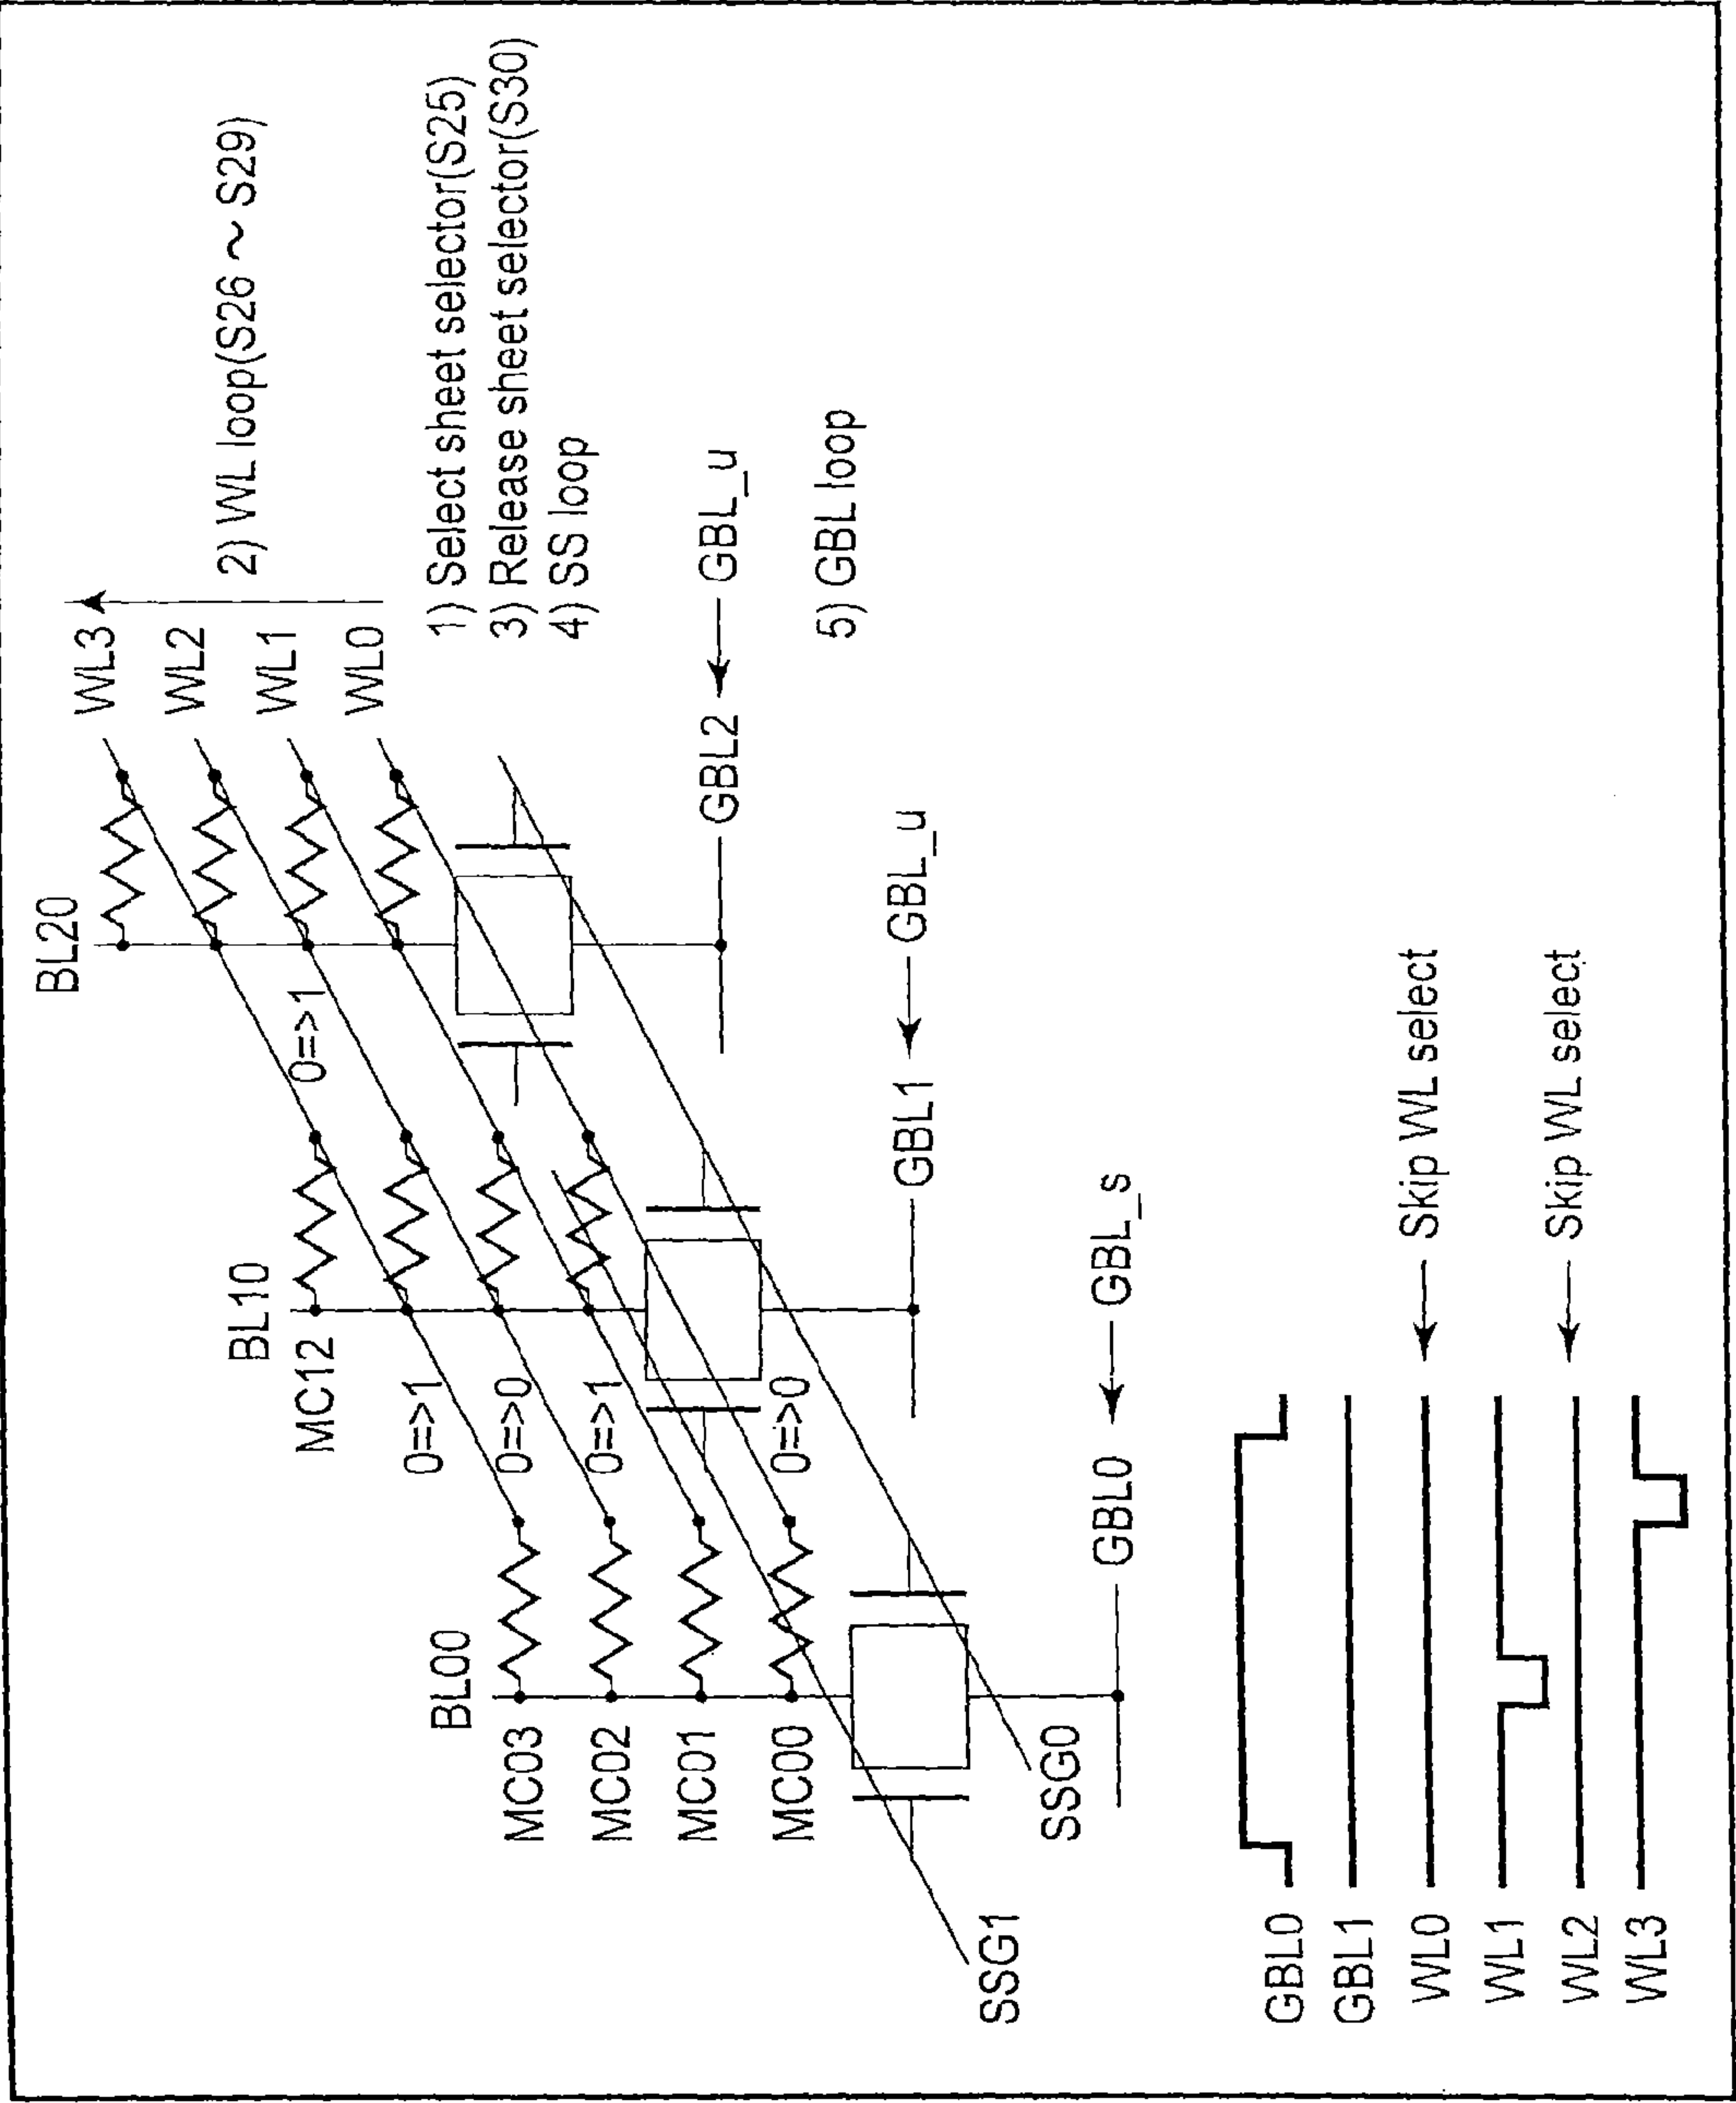 BL20
WL3
WL2
WL1
WL0
2) WL loop(S26 ~ S29)
BL10
MC12
0=>1
BL00
MC03
0=>1
MC02
0=>0
MC01
0=>1
MC00
0=>0
1) Select sheet selector(S25)
3) Release sheet selector(S30)
4) SS loop
GBL2
GBL_u
5) GBL loop
GBL1
GBL_u
SSG1
SSG0
GBL0
GBL_s
GBL0
GBL1
WL0
Skip WL select
WL1
WL2
Skip WL select
WL3